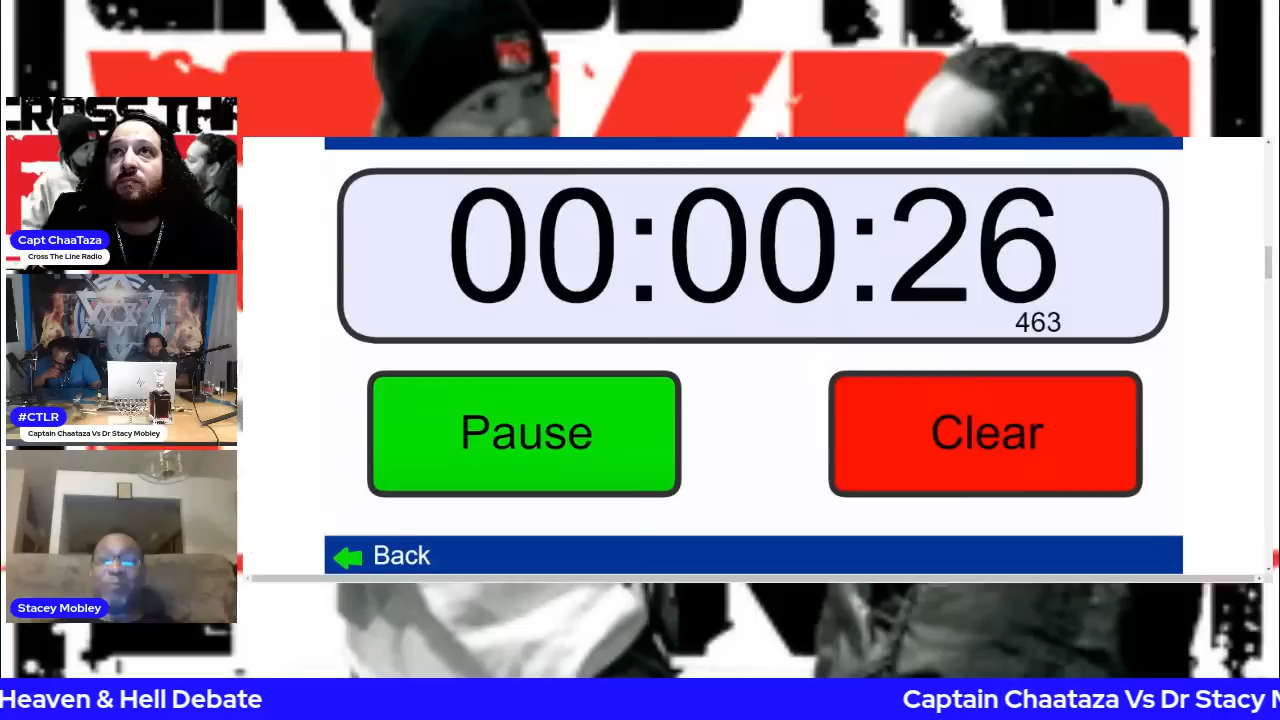 CROSS THR
Capt ChaaTaza
Cross The Line Radio
#CTLR
Captain Chaataza Vs Dr Stacy Mobley
Stacey Mobley
00:00:26
463
Pause
Clear
Back
Heaven & Hell Debate
Captain Chaataza Vs Dr Stacy M